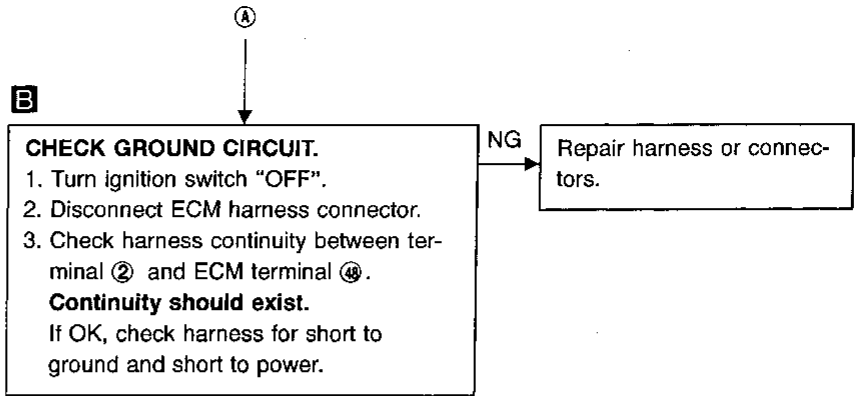 Ⓐ
B
CHECK GROUND CIRCUIT.
1. Turn ignition switch “OFF”.
2. Disconnect ECM harness connector.
3. Check harness continuity between ter-
minal ② and ECM terminal ㊽.
Continuity should exist.
If OK, check harness for short to
ground and short to power.
NG
Repair harness or connec-
tors.